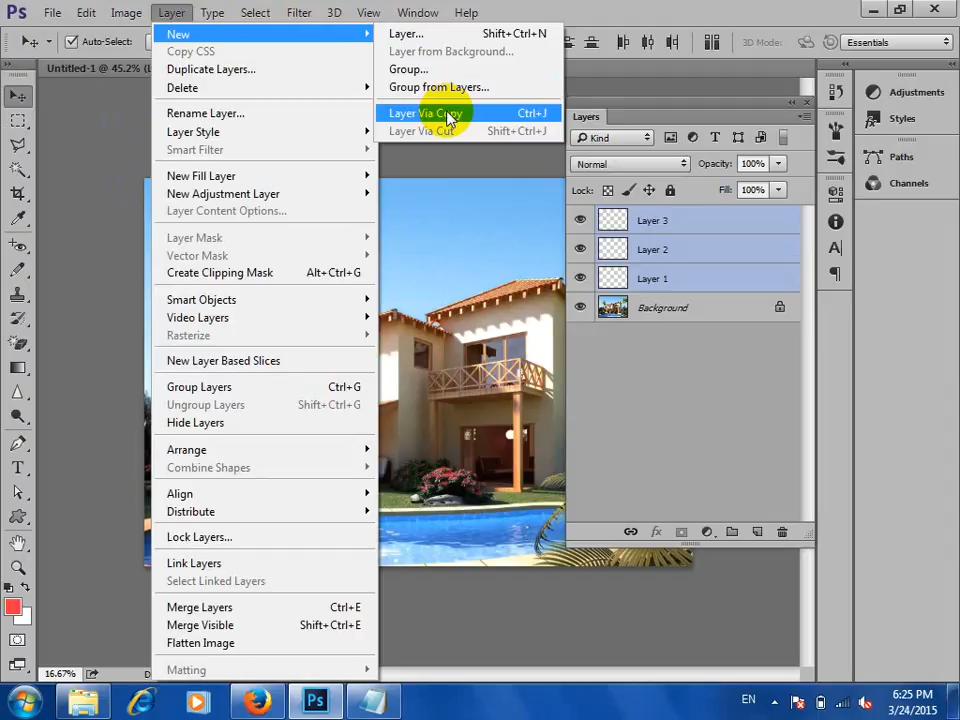 Ps File Edit Image Layer Type Select Filter 3D View Window Help
Auto-Select: 3D Mode: Essentials
Untitled-1 @ 45.2% (L
New
Copy CSS
Duplicate Layers...
Delete
Rename Layer...
Layer Style
Smart Filter
New Fill Layer
New Adjustment Layer
Layer Content Options...
Layer Mask
Vector Mask
Create Clipping Mask Alt+Ctrl+G
Smart Objects
Video Layers
Rasterize
New Layer Based Slices
Group Layers Ctrl+G
Ungroup Layers Shift+Ctrl+G
Hide Layers
Arrange
Combine Shapes
Align
Distribute
Lock Layers...
Link Layers
Select Linked Layers
Merge Layers Ctrl+E
Merge Visible Shift+Ctrl+E
Flatten Image
Matting
Layer... Shift+Ctrl+N
Layer from Background...
Group...
Group from Layers...
Layer Via Copy Ctrl+J
Layer Via Cut Shift+Ctrl+J
Layers
Kind
Normal Opacity: 100%
Lock: Fill: 100%
Layer 3
Layer 2
Layer 1
Background
fx
Adjustments
Styles
Paths
Channels
16.67% D
Ps
EN
6:25 PM
3/24/2015